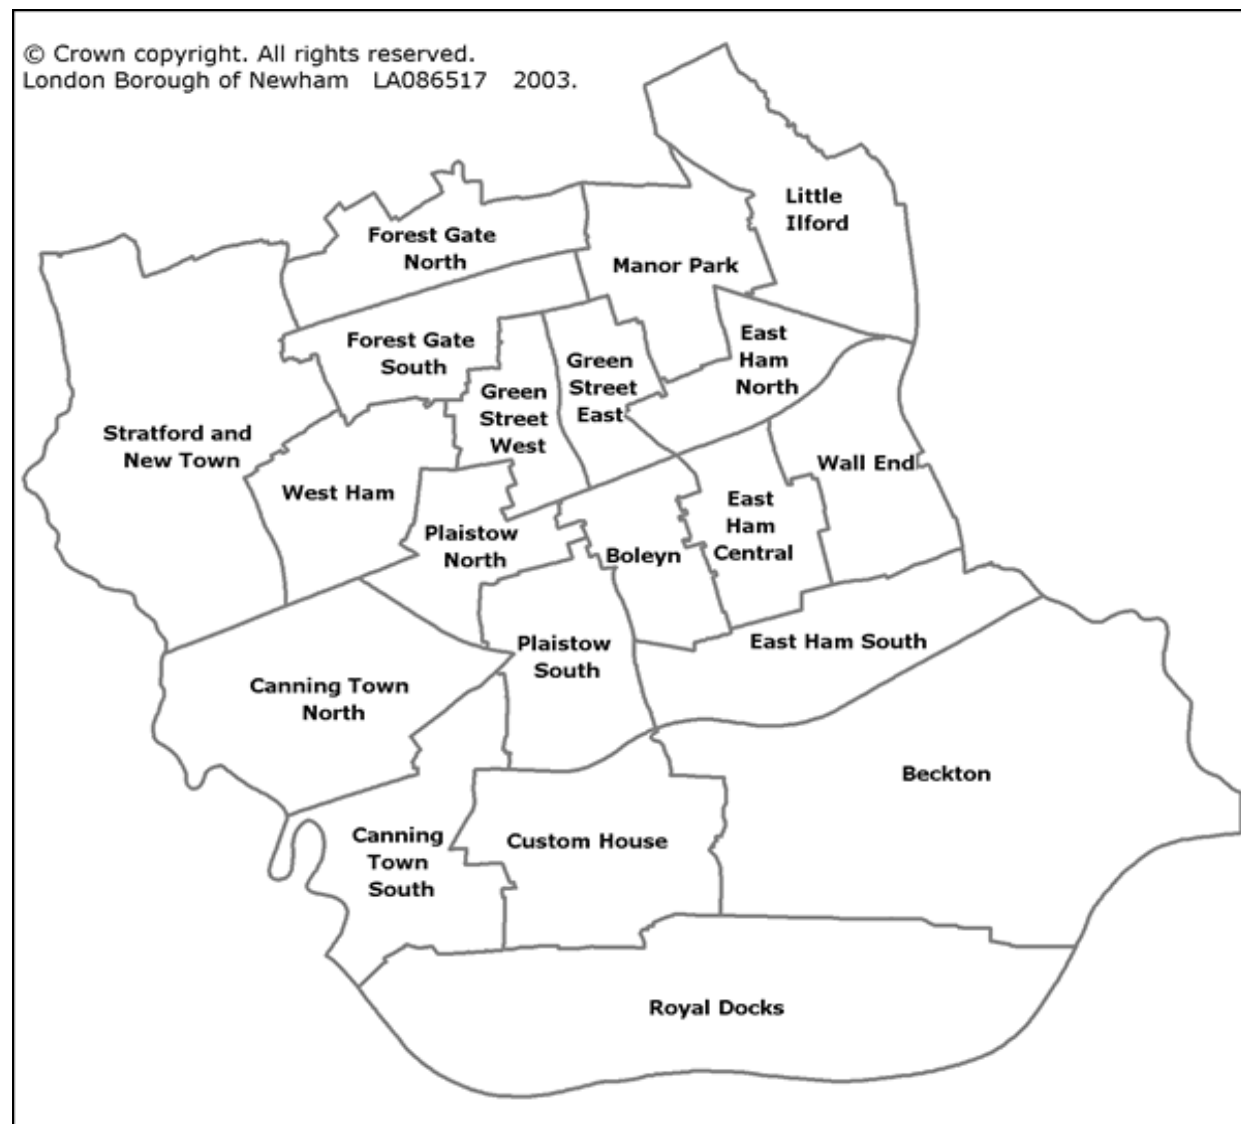 © Crown copyright. All rights reserved.
London Borough of Newham LA086517 2003.
Little
Ilford
Forest Gate
North
Manor Park
Forest Gate
South
East
Ham
North
Green
Street
East
Green
Street
West
Stratford and
New Town
Wall End
West Ham
East
Ham
Central
Plaistow
North
Boleyn
East Ham South
Plaistow
South
Canning Town
North
Beckton
Custom House
Canning
Town
South
Royal Docks